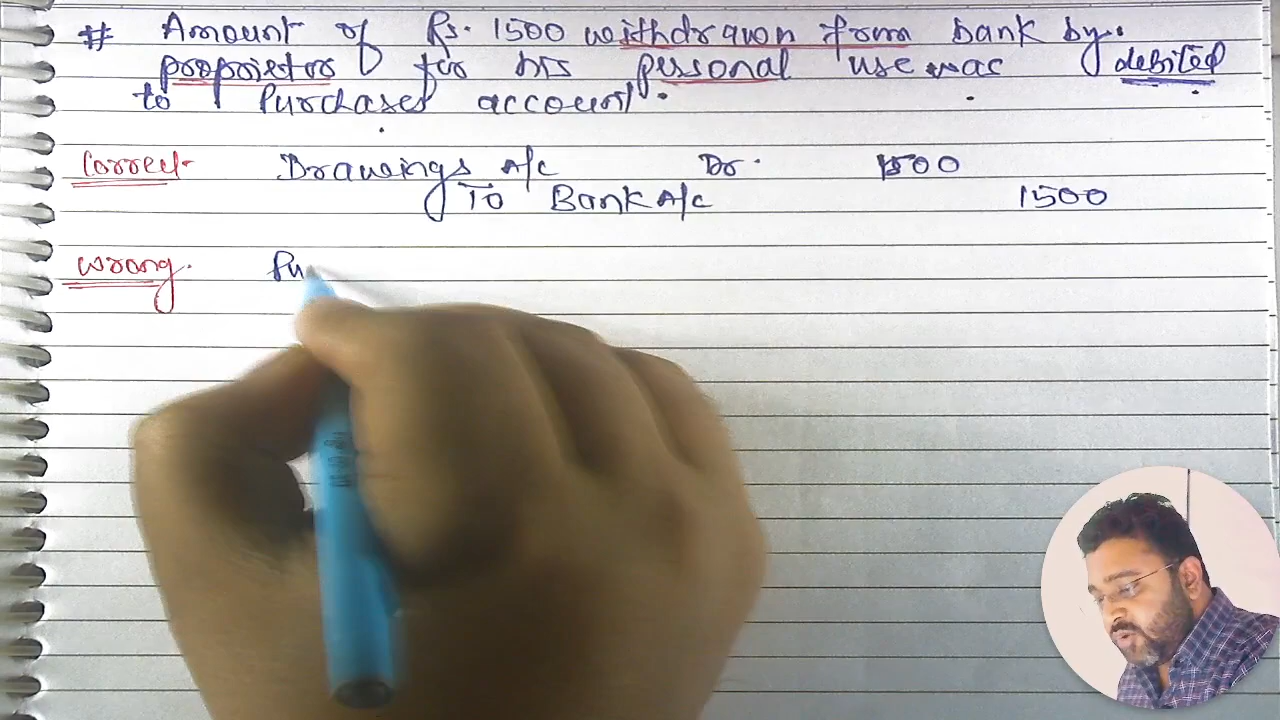 # Amount of Rs. 1500 withdrawn from bank by
proprietor for his personal use was debited
to Purchases account.
Correct Drawings A/c Dr. 1500
To Bank A/c 1500
Wrong. Pu